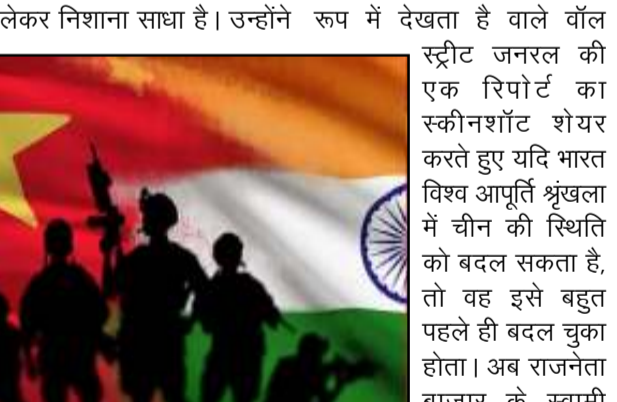 लेकर निशाना साधा है। उन्होंने
रूप में देखता है वाले वॉल
स्ट्रीट जनरल की
एक रिपोर्ट का
स्कीनशॉट शेयर
करते हुए यदि भारत
विश्व आपूर्ति श्रृंखला
में चीन की स्थिति
को बदल सकता है,
तो वह इसे बहुत
पहले ही बदल चुका
होता। अब राजनेता
बाजार के स्वामी